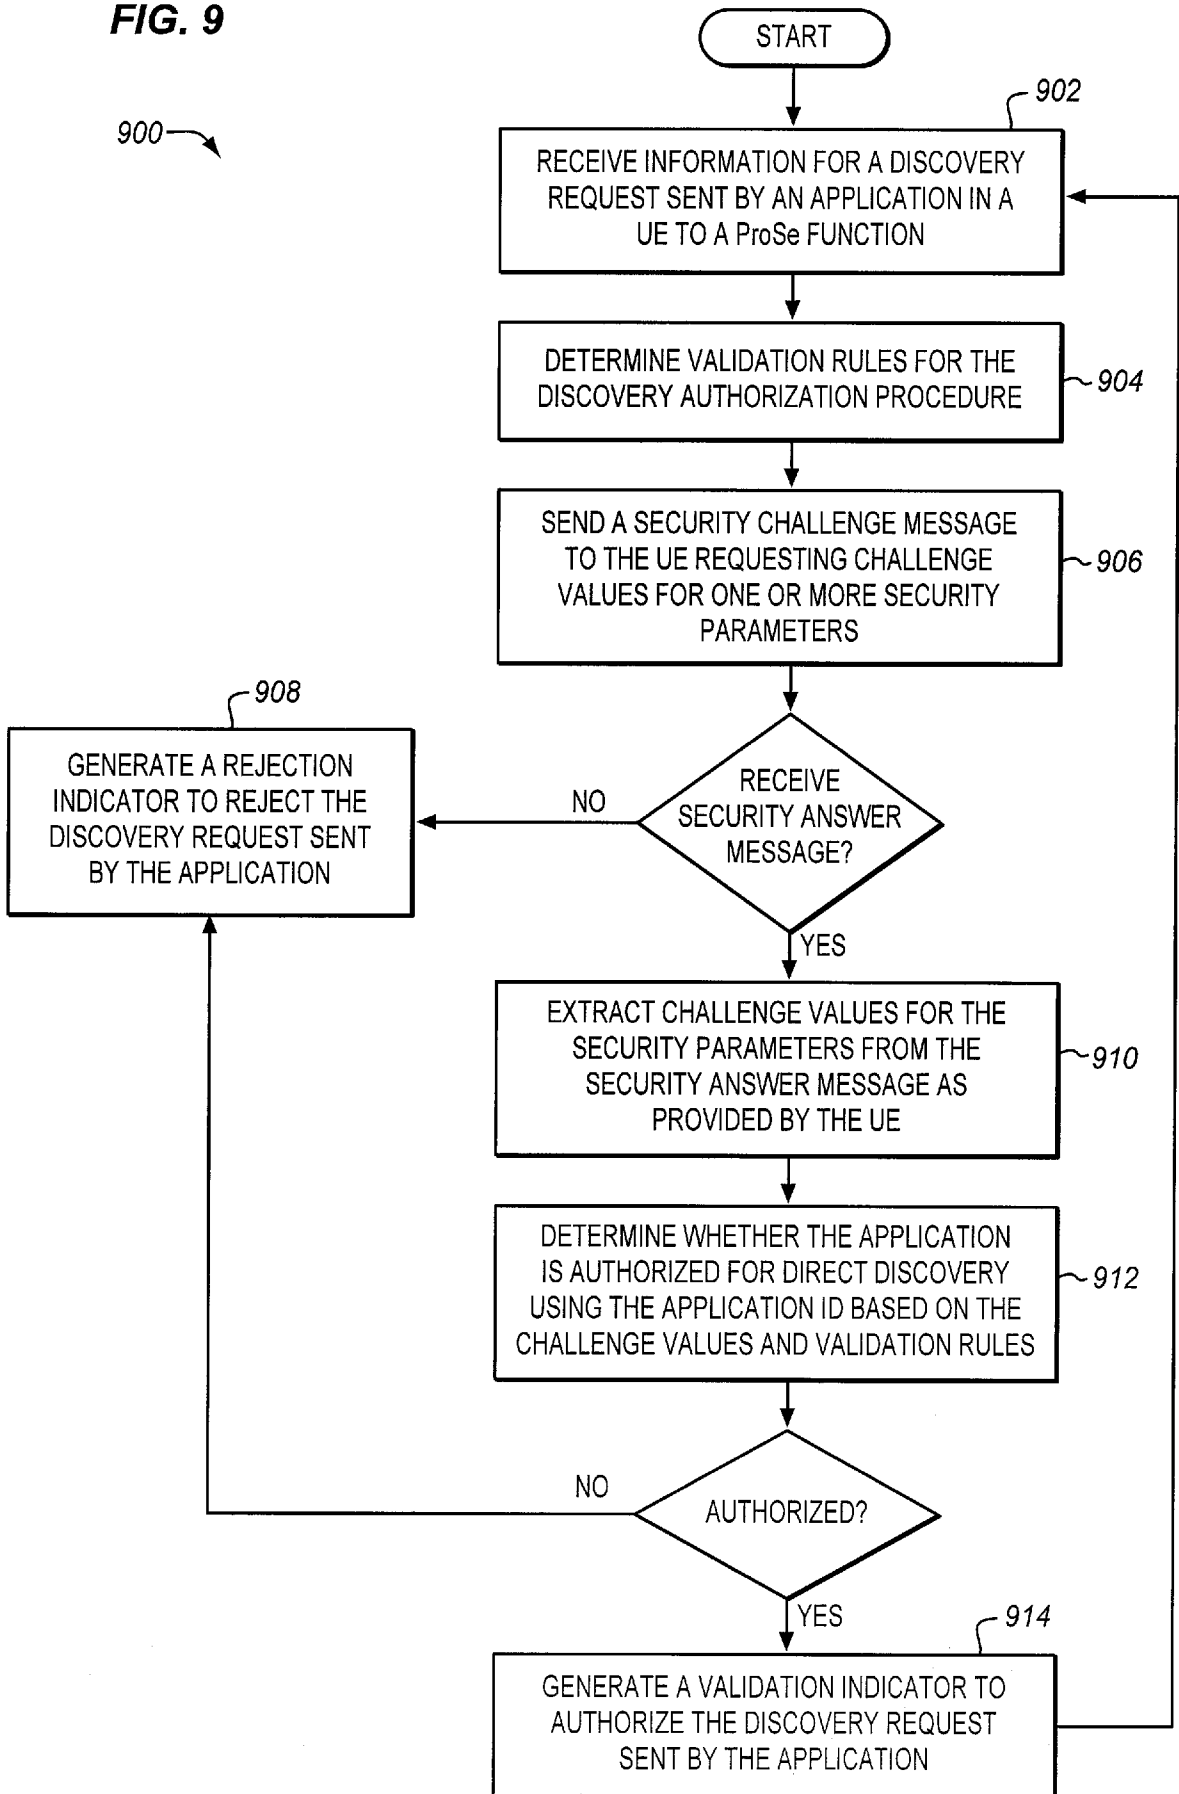 FIG. 9
START
900
902
RECEIVE INFORMATION FOR A DISCOVERY
REQUEST SENT BY AN APPLICATION IN A
UE TO A ProSe FUNCTION
DETERMINE VALIDATION RULES FOR THE
DISCOVERY AUTHORIZATION PROCEDURE
904
SEND A SECURITY CHALLENGE MESSAGE
TO THE UE REQUESTING CHALLENGE
VALUES FOR ONE OR MORE SECURITY
PARAMETERS
906
908
GENERATE A REJECTION
INDICATOR TO REJECT THE
DISCOVERY REQUEST SENT
BY THE APPLICATION
NO
RECEIVE
SECURITY ANSWER
MESSAGE?
YES
EXTRACT CHALLENGE VALUES FOR THE
SECURITY PARAMETERS FROM THE
SECURITY ANSWER MESSAGE AS
PROVIDED BY THE UE
910
DETERMINE WHETHER THE APPLICATION
IS AUTHORIZED FOR DIRECT DISCOVERY
USING THE APPLICATION ID BASED ON THE
CHALLENGE VALUES AND VALIDATION RULES
912
NO
AUTHORIZED?
YES
914
GENERATE A VALIDATION INDICATOR TO
AUTHORIZE THE DISCOVERY REQUEST
SENT BY THE APPLICATION